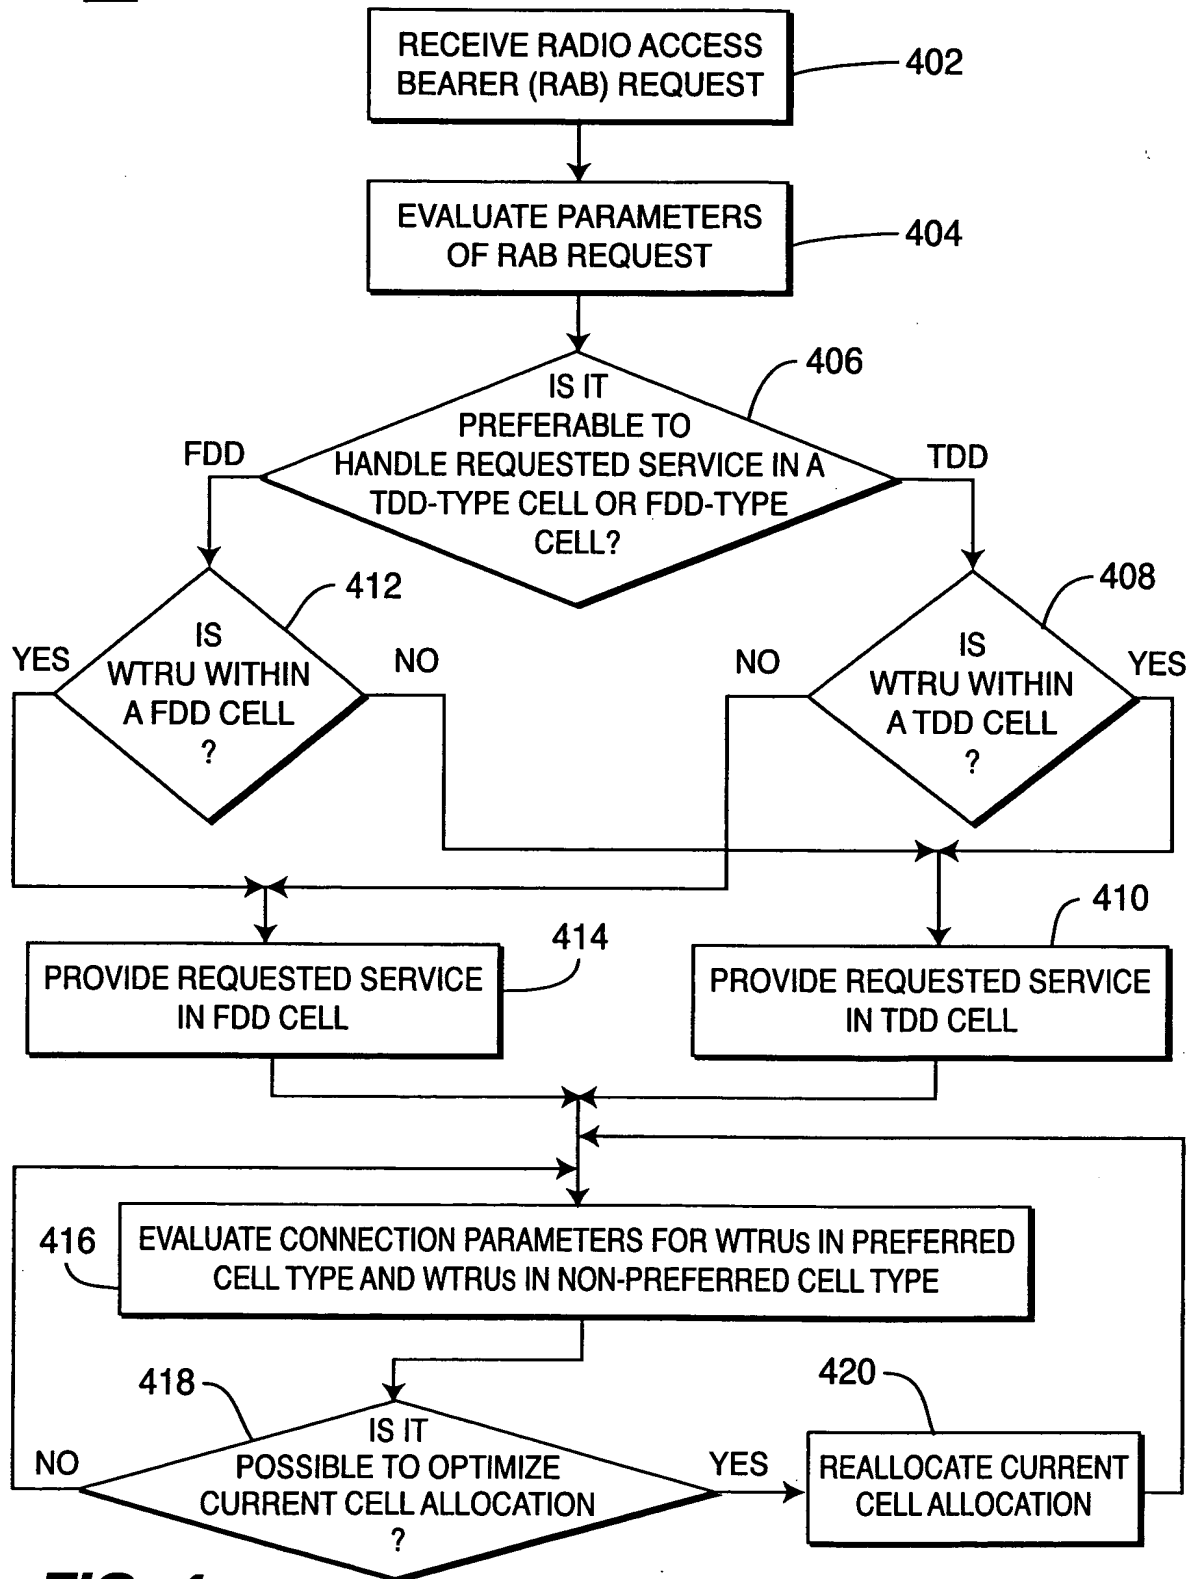 RECEIVE RADIO ACCESS
BEARER (RAB) REQUEST
402
EVALUATE PARAMETERS
OF RAB REQUEST
404
406
IS IT
PREFERABLE TO
HANDLE REQUESTED SERVICE IN A
TDD-TYPE CELL OR FDD-TYPE
CELL?
FDD
TDD
412
IS
WTRU WITHIN
A FDD CELL
?
YES
NO
408
IS
WTRU WITHIN
A TDD CELL
?
NO
YES
414
PROVIDE REQUESTED SERVICE
IN FDD CELL
410
PROVIDE REQUESTED SERVICE
IN TDD CELL
416
EVALUATE CONNECTION PARAMETERS FOR WTRUs IN PREFERRED
CELL TYPE AND WTRUs IN NON-PREFERRED CELL TYPE
418
IS IT
POSSIBLE TO OPTIMIZE
CURRENT CELL ALLOCATION
?
NO
YES
420
REALLOCATE CURRENT
CELL ALLOCATION